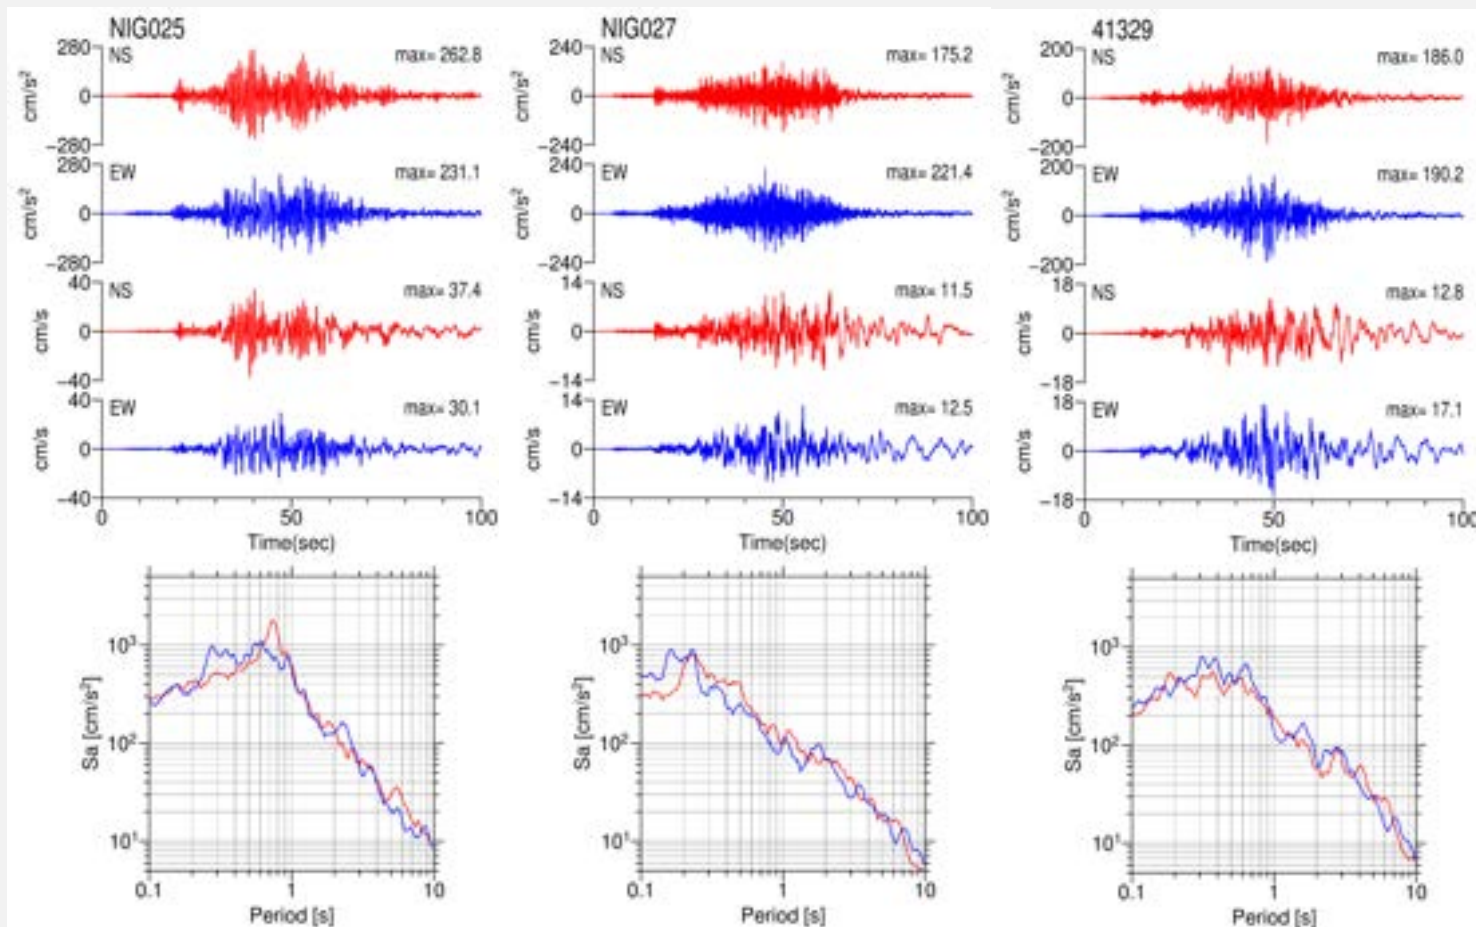 NIG025
280
NS
max= 262.8
cm/s²
0
−280
280
EW
max= 231.1
cm/s²
0
−280
40
NS
max= 37.4
cm/s
0
−40
40
EW
max= 30.1
cm/s
0
−40
0 50 100
Time(sec)
NIG027
240
NS
max= 175.2
cm/s²
0
−240
240
EW
max= 221.4
cm/s²
0
−240
14
NS
max= 11.5
cm/s
0
−14
14
EW
max= 12.5
cm/s
0
−14
0 50 100
Time(sec)
41329
200
NS
max= 186.0
cm/s²
0
−200
200
EW
max= 190.2
cm/s²
0
−200
18
NS
max= 12.8
cm/s
0
−18
18
EW
max= 17.1
cm/s
0
−18
0 50 100
Time(sec)
10³
Sa [cm/s²]
10²
10¹
0.1 1 10
Period [s]
10³
Sa [cm/s²]
10²
10¹
0.1 1 10
Period [s]
10³
Sa [cm/s²]
10²
10¹
0.1 1 10
Period [s]